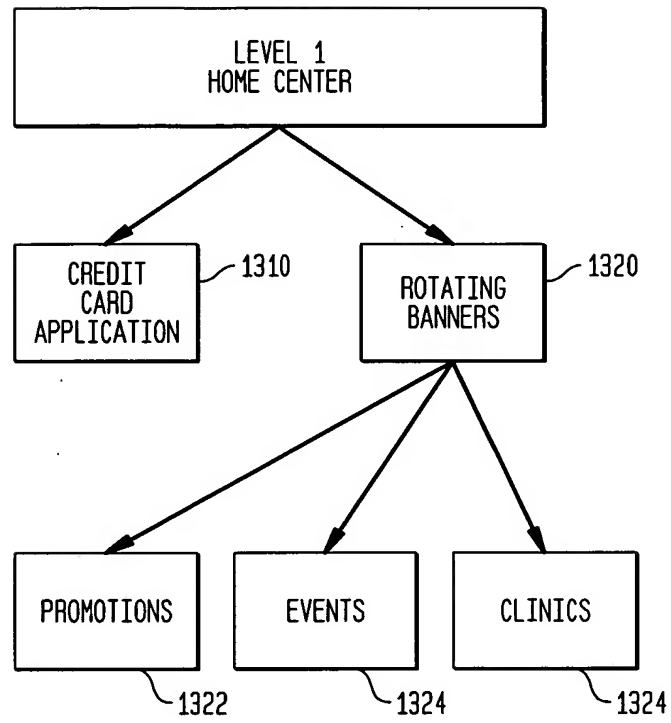 LEVEL 1
HOME CENTER
CREDIT
CARD
APPLICATION
1310
ROTATING
BANNERS
1320
PROMOTIONS
EVENTS
CLINICS
1322
1324
1324